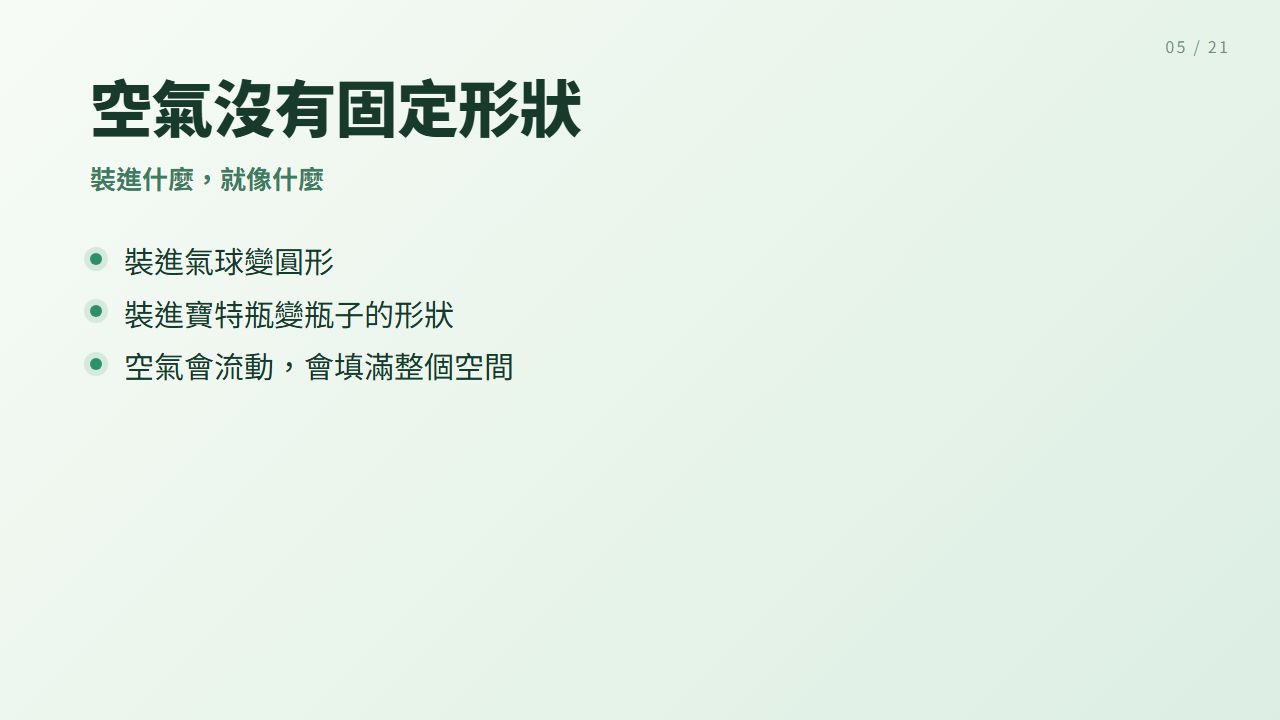 05 / 21
空氣沒有固定形狀
裝進什麼，就像什麼
裝進氣球變圓形
裝進寶特瓶變瓶子的形狀
空氣會流動，會填滿整個空間